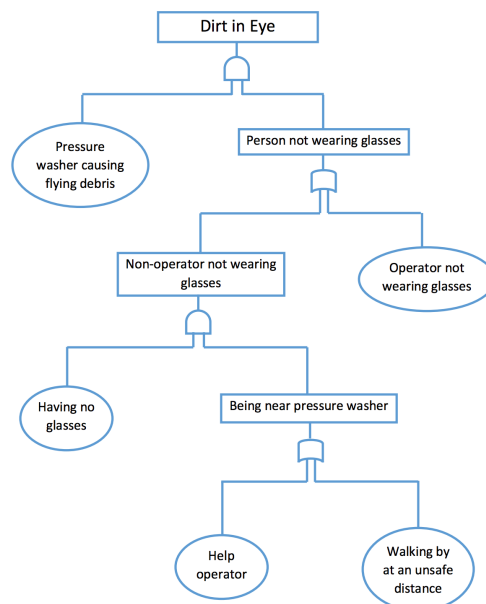 Dirt in Eye
Pressure
washer causing
flying debris
Person not wearing glasses
Non-operator not wearing
glasses
Operator not
wearing glasses
Having no
glasses
Being near pressure washer
Help
operator
Walking by
at an unsafe
distance